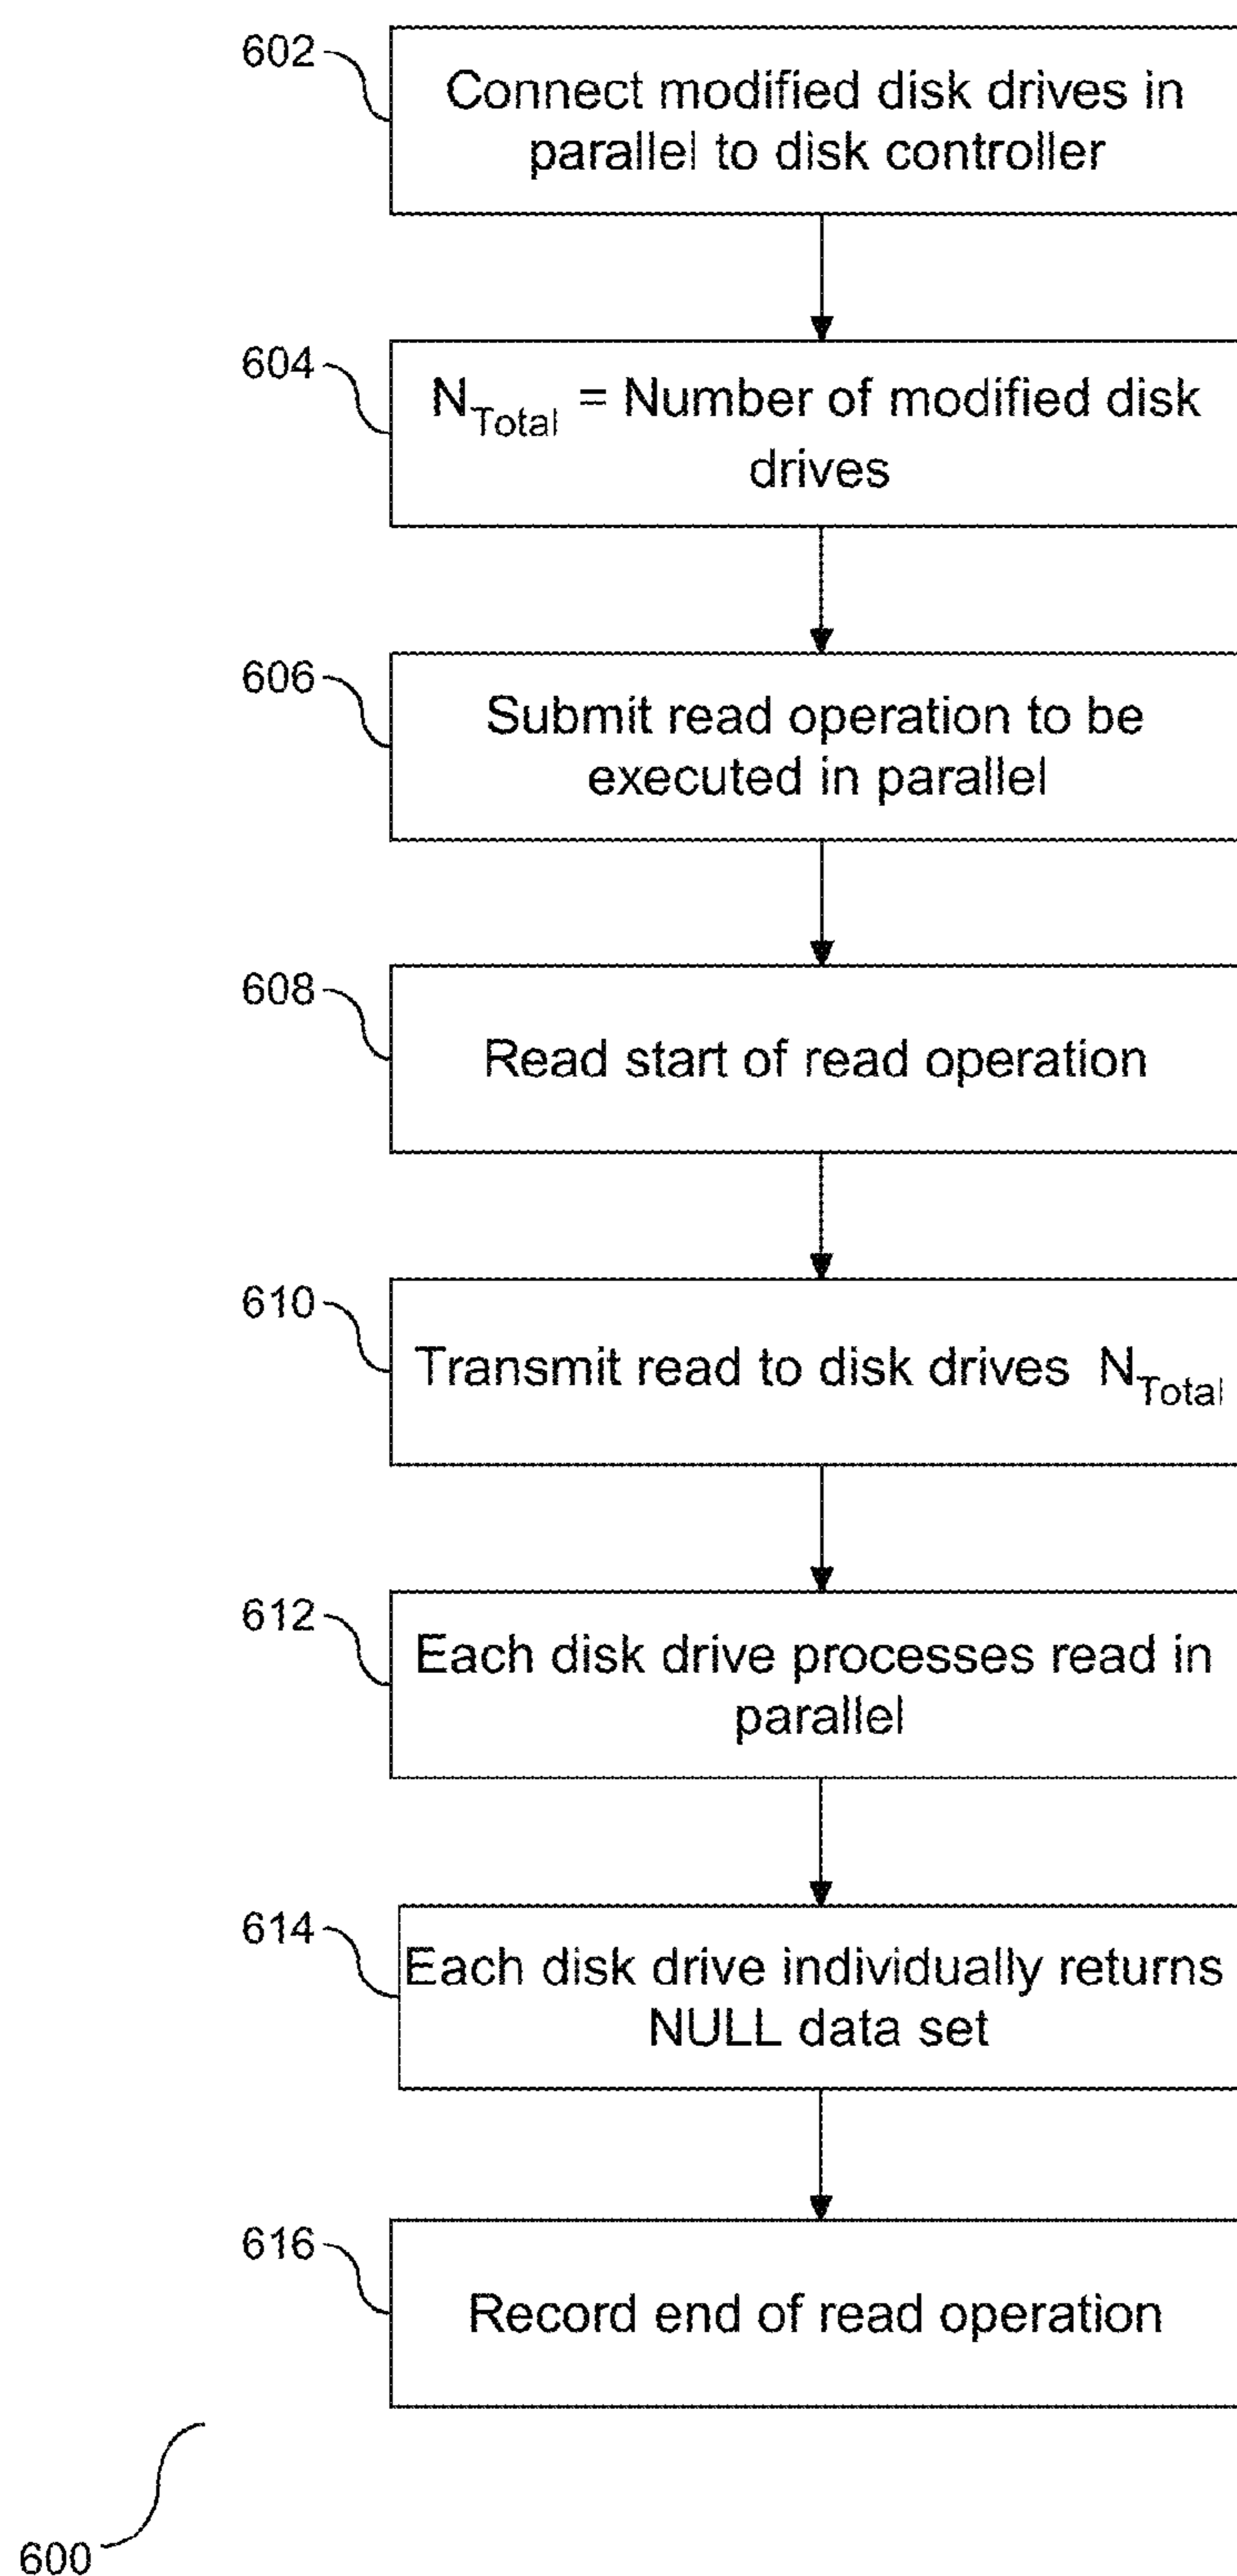 602
Connect modified disk drives in
parallel to disk controller
604
N_Total = Number of modified disk
drives
606
Submit read operation to be
executed in parallel
608
Read start of read operation
610
Transmit read to disk drives N_Total
612
Each disk drive processes read in
parallel
614
Each disk drive individually returns
NULL data set
616
Record end of read operation
600